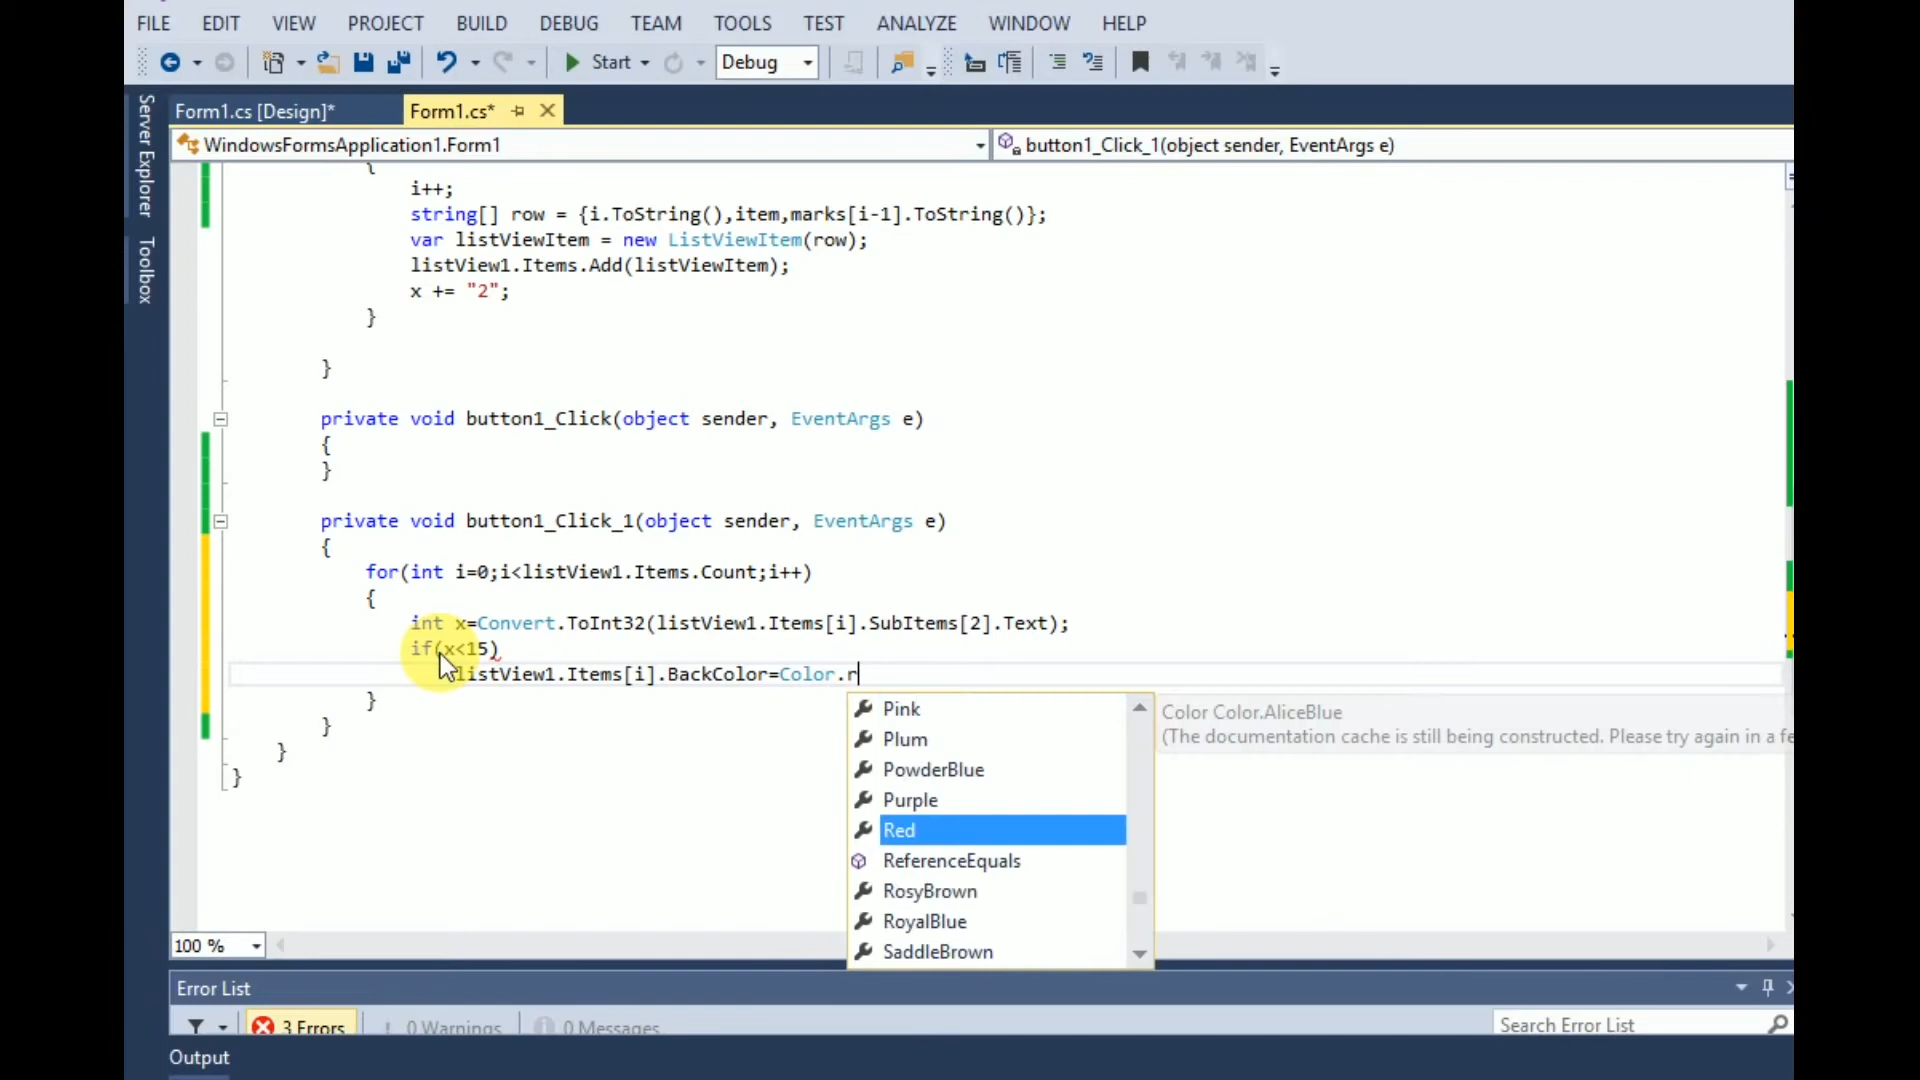 FILE EDIT VIEW PROJECT BUILD DEBUG TEAM TOOLS TEST ANALYZE WINDOW HELP
Start Debug
Server Explorer
Toolbox
Form1.cs [Design]* Form1.cs*
WindowsFormsApplication1.Form1 button1_Click_1(object sender, EventArgs e)
{
i++;
string[] row = {i.ToString(),item,marks[i-1].ToString()};
var listViewItem = new ListViewItem(row);
listView1.Items.Add(listViewItem);
x += "2";
}
}
private void button1_Click(object sender, EventArgs e)
{
}
private void button1_Click_1(object sender, EventArgs e)
{
for(int i=0;i<listView1.Items.Count;i++)
{
int x=Convert.ToInt32(listView1.Items[i].SubItems[2].Text);
if(x<15)
listView1.Items[i].BackColor=Color.r
}
}
}
}
Pink
Plum
PowderBlue
Purple
Red
ReferenceEquals
RosyBrown
RoyalBlue
SaddleBrown
Color Color.AliceBlue
(The documentation cache is still being constructed. Please try again in a fe
100 %
Error List
3 Errors 0 Warnings 0 Messages Search Error List
Output